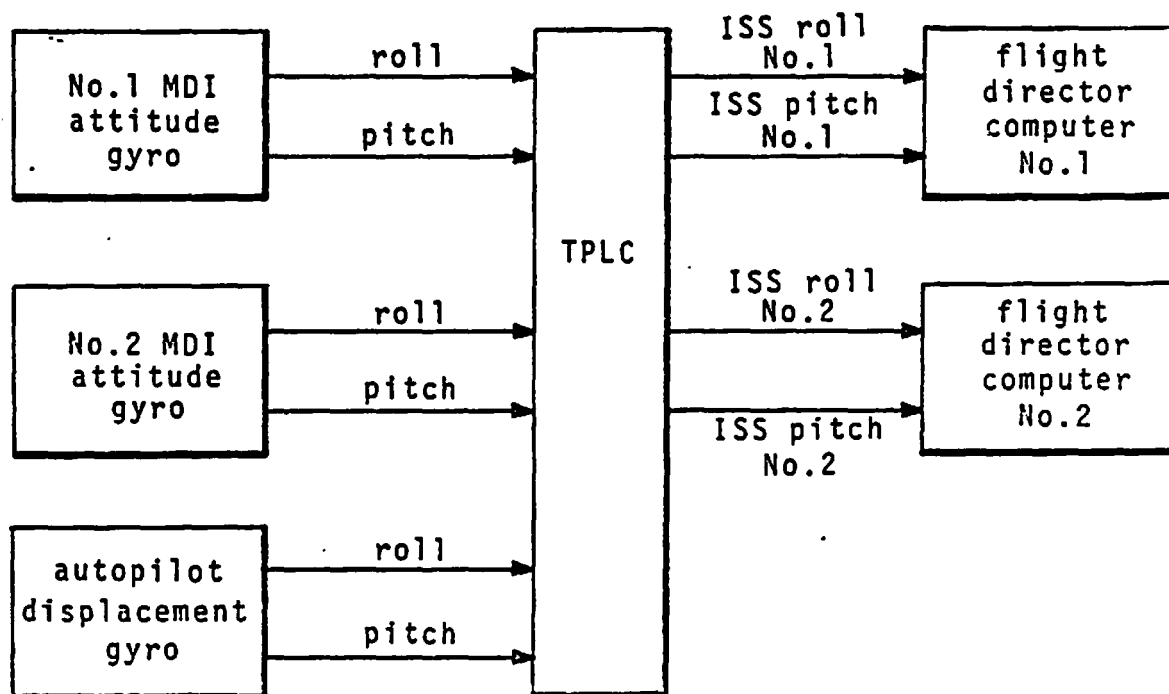 No.1 MDI
attitude
gyro
roll
pitch
No.2 MDI
attitude
gyro
roll
pitch
autopilot
displacement
gyro
roll
pitch
TPLC
ISS roll
No.1
ISS pitch
No.1
ISS roll
No.2
ISS pitch
No.2
flight
director
computer
No.1
flight
director
computer
No.2